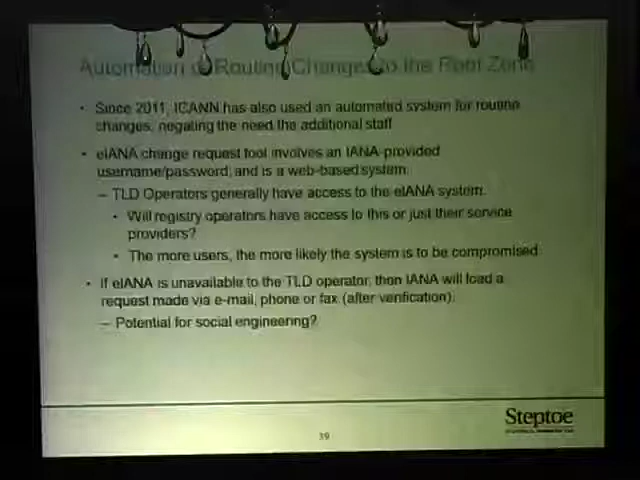 Automation of Routing Changes to the Root Zone
• Since 2011, ICANN has also used an automated system for routine
changes, negating the need the additional staff
• eIANA change request tool involves an IANA-provided
username/password, and is a web-based system.
– TLD Operators generally have access to the eIANA system.
• Will registry operators have access to this or just their service
providers?
• The more users, the more likely the system is to be compromised
• If eIANA is unavailable to the TLD operator, then IANA will load a
request made via e-mail, phone or fax (after verification).
– Potential for social engineering?
Steptoe
39